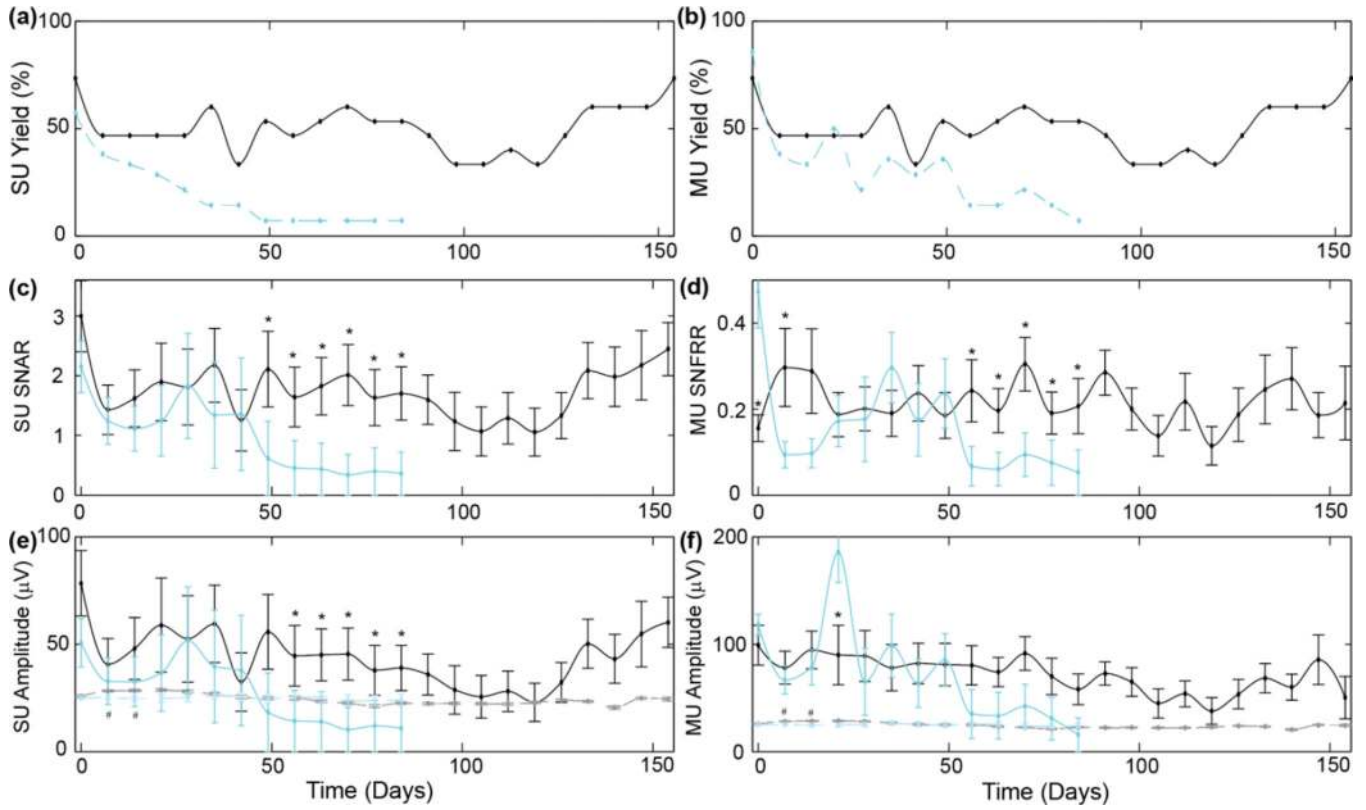 (a)
SU Yield (%)
100
50
0
0 50 100 150
(b)
MU Yield (%)
100
50
0
0 50 100 150
(c)
SU SNAR
3
2
1
0
* * * * * *
0 50 100 150
(d)
MU SNFRR
0.4
0.2
0
* * * * * * *
0 50 100 150
(e)
SU Amplitude (µV)
100
50
0
* * * * *
# #
0 50 100 150
Time (Days)
(f)
MU Amplitude (µV)
200
100
0
*
# #
0 50 100 150
Time (Days)